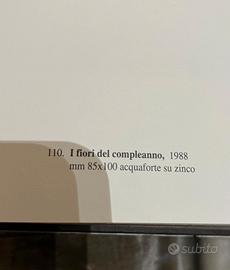 110. I fiori del compleanno, 1988
mm 85x100 acquaforte su zinco
subito